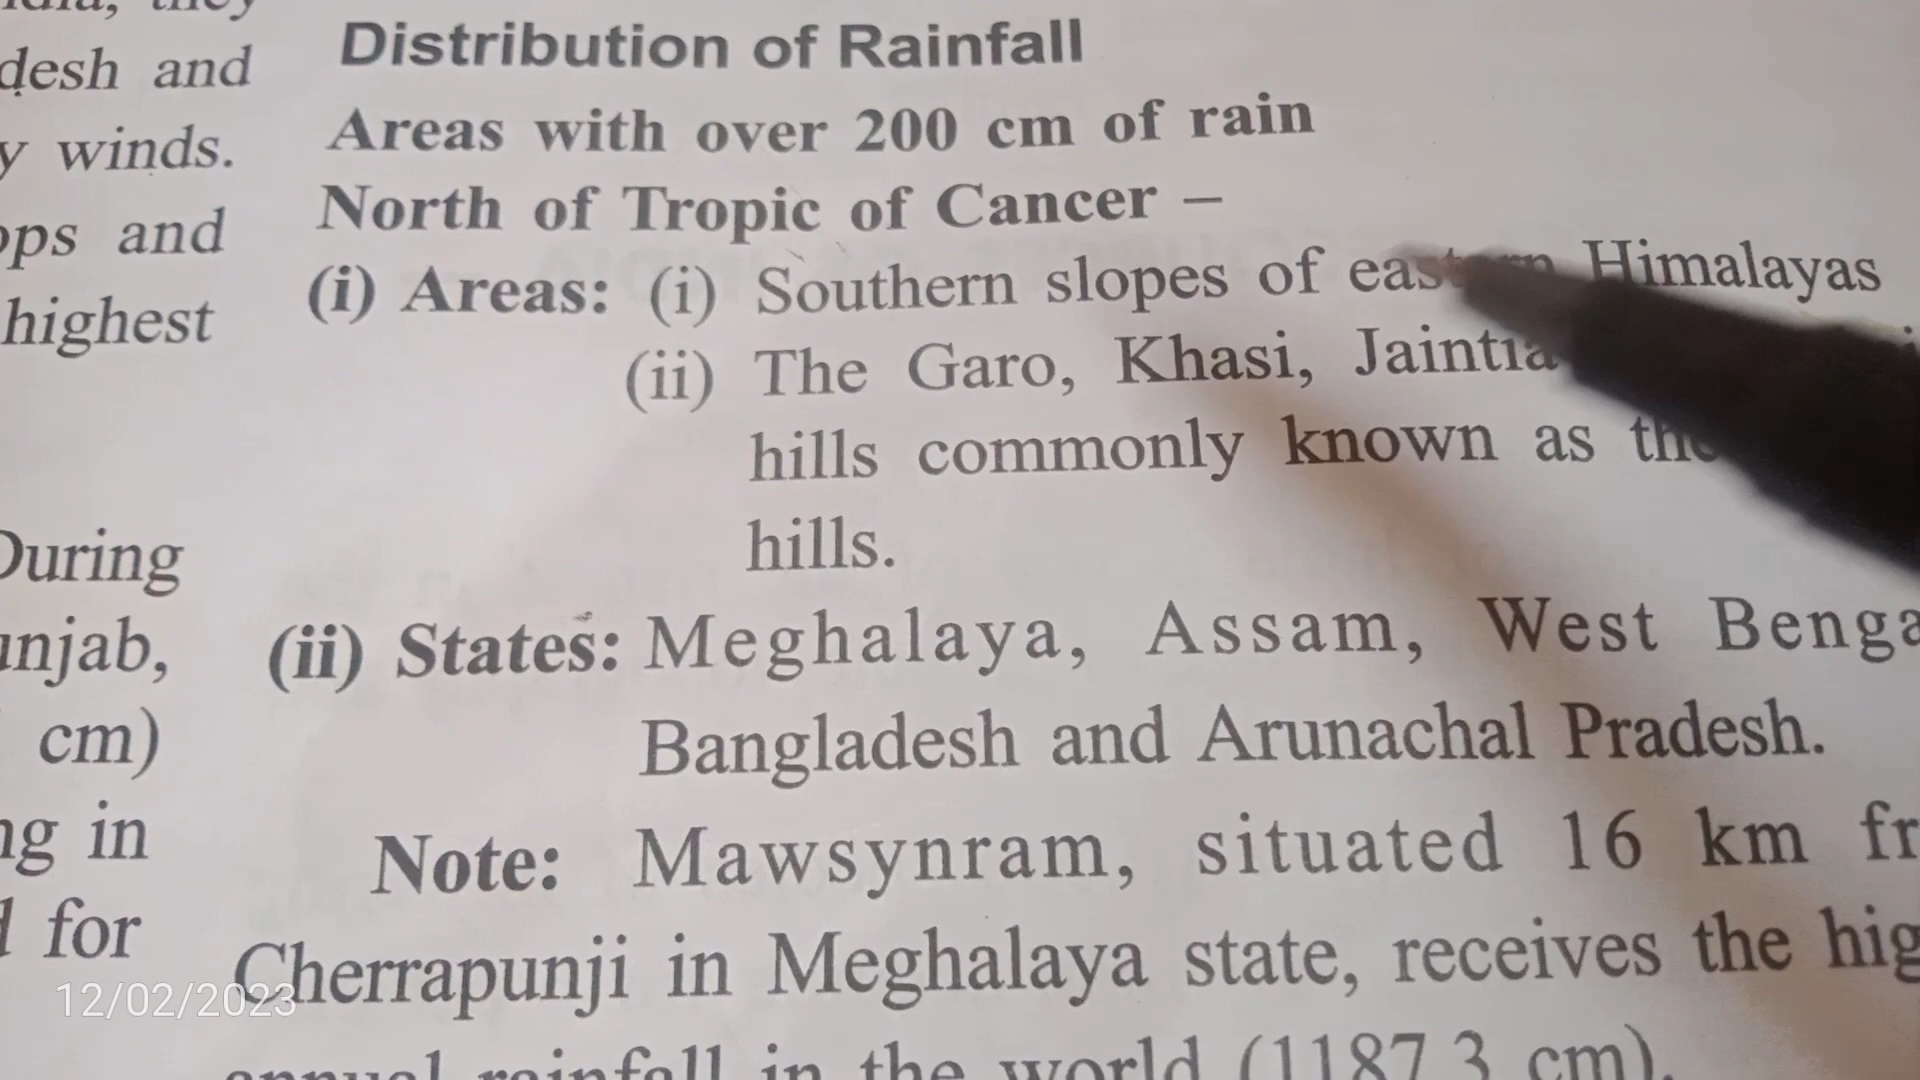 desh and
y winds.
ops and
highest
During
unjab,
cm)
ng in
for
Distribution of Rainfall
Areas with over 200 cm of rain
North of Tropic of Cancer –
(i) Areas: (i) Southern slopes of eastern Himalayas
(ii) The Garo, Khasi, Jaintia
hills commonly known as the
hills.
(ii) States: Meghalaya, Assam, West Benga
Bangladesh and Arunachal Pradesh.
Note: Mawsynram, situated 16 km fr
Cherrapunji in Meghalaya state, receives the hig
annual rainfall in the world (1187.3 cm).
12/02/2023